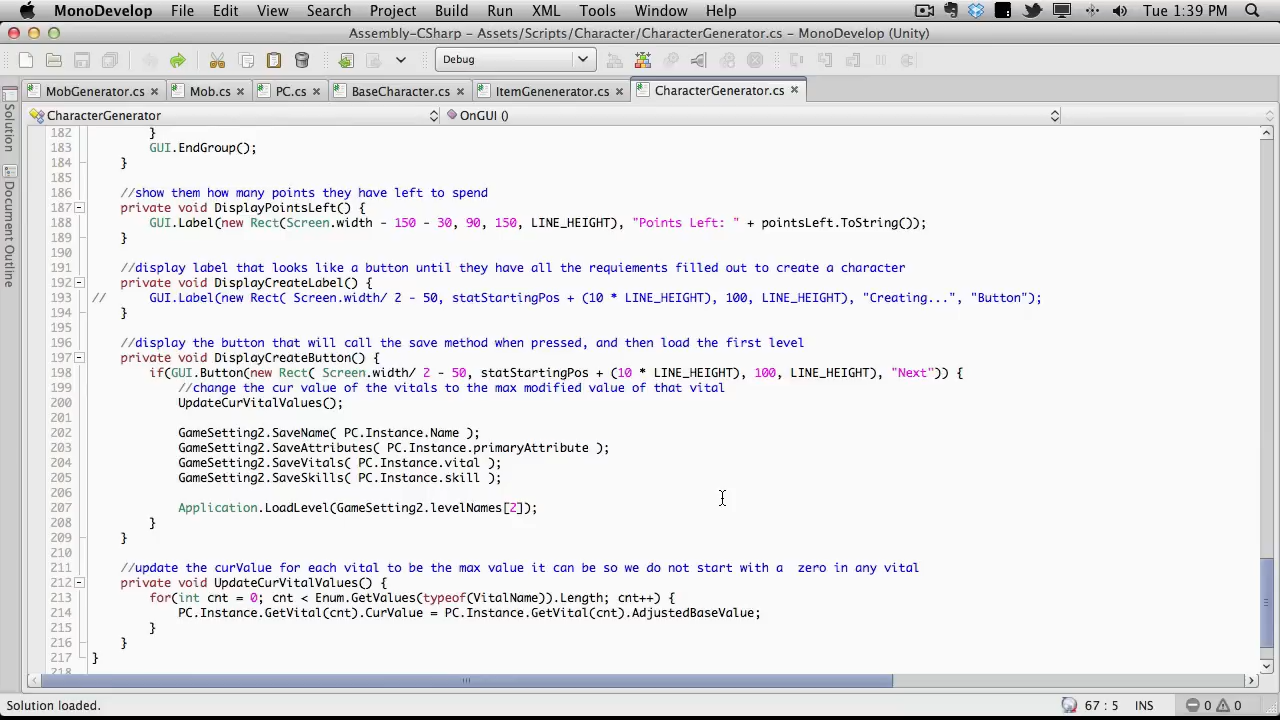 MonoDevelop File Edit View Search Project Build Run XML Tools Window Help Tue 1:39 PM
Assembly-CSharp - Assets/Scripts/Character/CharacterGenerator.cs - MonoDevelop (Unity)
Debug
MobGenerator.cs Mob.cs PC.cs BaseCharacter.cs ItemGenenerator.cs CharacterGenerator.cs
CharacterGenerator OnGUI ()
Solution
Document Outline
182 }
183 GUI.EndGroup();
184 }
185
186 //show them how many points they have left to spend
187 private void DisplayPointsLeft() {
188 GUI.Label(new Rect(Screen.width - 150 - 30, 90, 150, LINE_HEIGHT), "Points Left: " + pointsLeft.ToString());
189 }
190
191 //display label that looks like a button until they have all the requiements filled out to create a character
192 private void DisplayCreateLabel() {
193 // GUI.Label(new Rect( Screen.width/ 2 - 50, statStartingPos + (10 * LINE_HEIGHT), 100, LINE_HEIGHT), "Creating...", "Button");
194 }
195
196 //display the button that will call the save method when pressed, and then load the first level
197 private void DisplayCreateButton() {
198 if(GUI.Button(new Rect( Screen.width/ 2 - 50, statStartingPos + (10 * LINE_HEIGHT), 100, LINE_HEIGHT), "Next")) {
199 //change the cur value of the vitals to the max modified value of that vital
200 UpdateCurVitalValues();
201
202 GameSetting2.SaveName( PC.Instance.Name );
203 GameSetting2.SaveAttributes( PC.Instance.primaryAttribute );
204 GameSetting2.SaveVitals( PC.Instance.vital );
205 GameSetting2.SaveSkills( PC.Instance.skill );
206
207 Application.LoadLevel(GameSetting2.levelNames[2]);
208 }
209 }
210
211 //update the curValue for each vital to be the max value it can be so we do not start with a  zero in any vital
212 private void UpdateCurVitalValues() {
213 for(int cnt = 0; cnt < Enum.GetValues(typeof(VitalName)).Length; cnt++) {
214 PC.Instance.GetVital(cnt).CurValue = PC.Instance.GetVital(cnt).AdjustedBaseValue;
215 }
216 }
217 }
218
Solution loaded. 67 : 5 INS 0 0